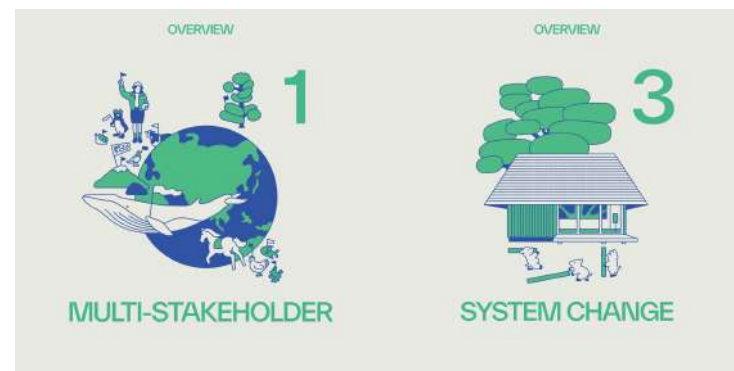 OVERVIEW
1
MULTI-STAKEHOLDER
OVERVIEW
3
SYSTEM CHANGE